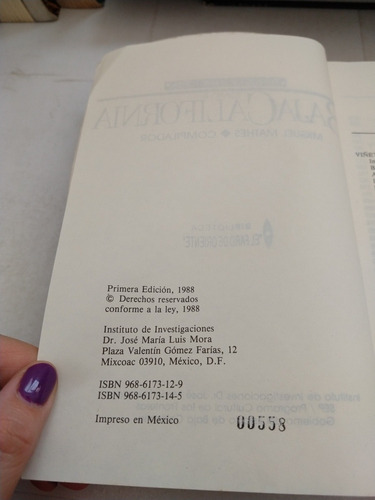 Primera Edición, 1988
© Derechos reservados
conforme a la ley, 1988
Instituto de Investigaciones
Dr. José María Luis Mora
Plaza Valentín Gómez Farías, 12
Mixcoac 03910, México, D.F.
ISBN 968-6173-12-9
ISBN 968-6173-14-5
Impreso en México
00558